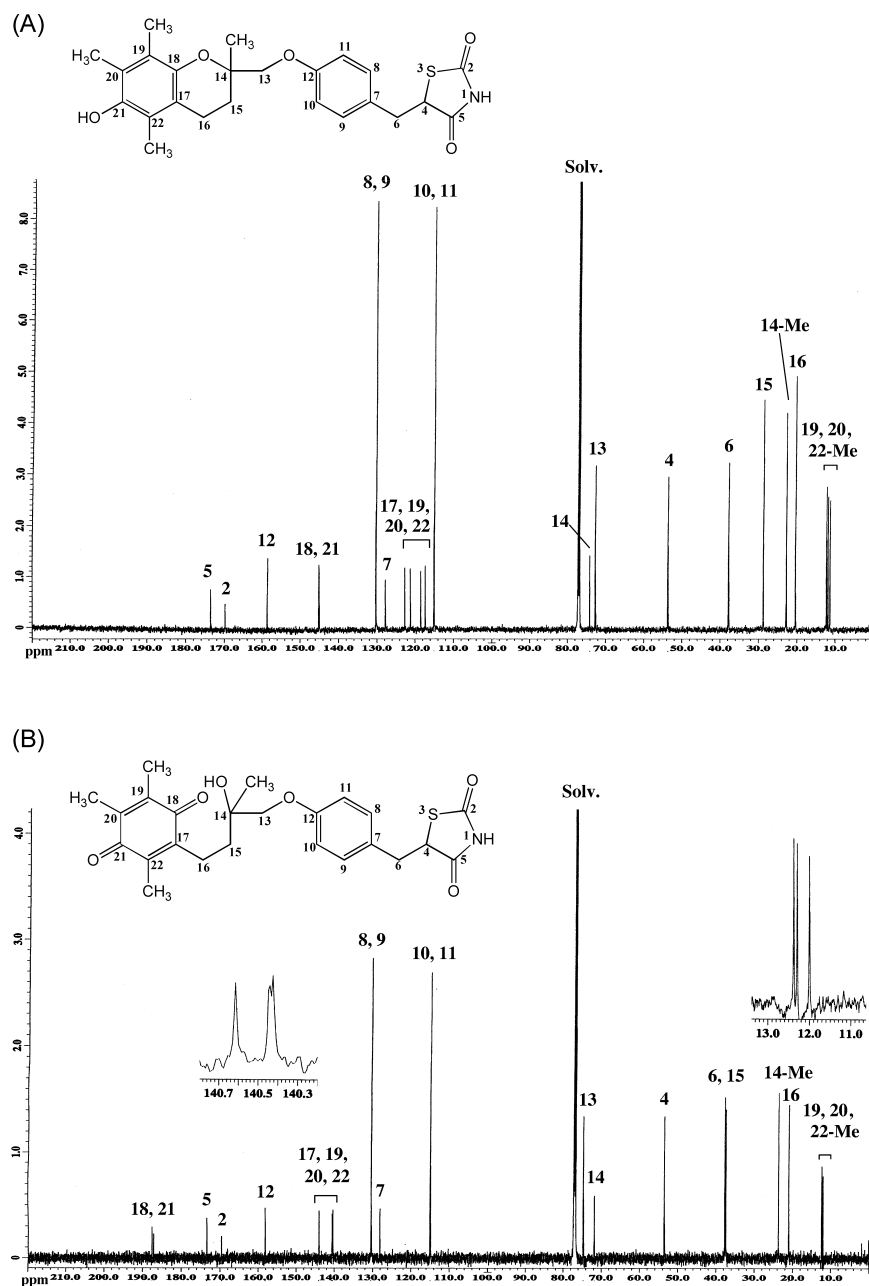 (A)
CH₃
H₃C
O
CH₃
O
O
19
18
14
13
12
11
8
S
3
2
20
17
15
10
7
1
NH
HO
21
22
16
9
6
4
5
CH₃
O
Solv.
8, 9
10, 11
8.0
7.0
6.0
14-Me
16
5.0
15
4.0
19, 20,
22-Me
13
6
4
3.0
17, 19,
20, 22
14
2.0
12
18, 21
7
5
2
1.0
0
ppm
210.0 200.0 190.0 180.0 170.0 160.0 150.0 140.0 130.0 120.0 110.0 100.0 90.0 80.0 70.0 60.0 50.0 40.0 30.0 20.0 10.0
(B)
CH₃
HO
CH₃
O
O
O
H₃C
19
18
14
13
12
11
8
S
3
2
20
17
15
10
7
1
NH
O
21
22
16
9
6
4
5
CH₃
O
Solv.
4.0
8, 9
10, 11
3.0
13.0 12.0 11.0
2.0
140.7 140.5 140.3
6, 15
14-Me
16
13
4
19, 20,
22-Me
1.0
17, 19,
20, 22
14
12
7
18, 21
5
2
0
ppm
210.0 200.0 190.0 180.0 170.0 160.0 150.0 140.0 130.0 120.0 110.0 100.0 90.0 80.0 70.0 60.0 50.0 40.0 30.0 20.0 10.0